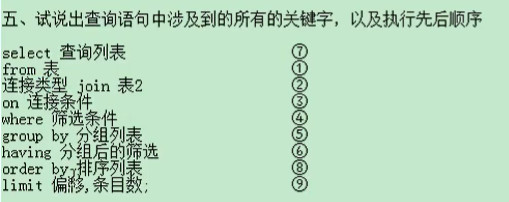 五、试说出查询语句中涉及到的所有的关键字，以及执行先后顺序
select 查询列表 ⑦
from 表 ①
连接类型 join 表2 ②
on 连接条件 ③
where 筛选条件 ④
group by 分组列表 ⑤
having 分组后的筛选 ⑥
order by 排序列表 ⑧
limit 偏移,条目数; ⑨